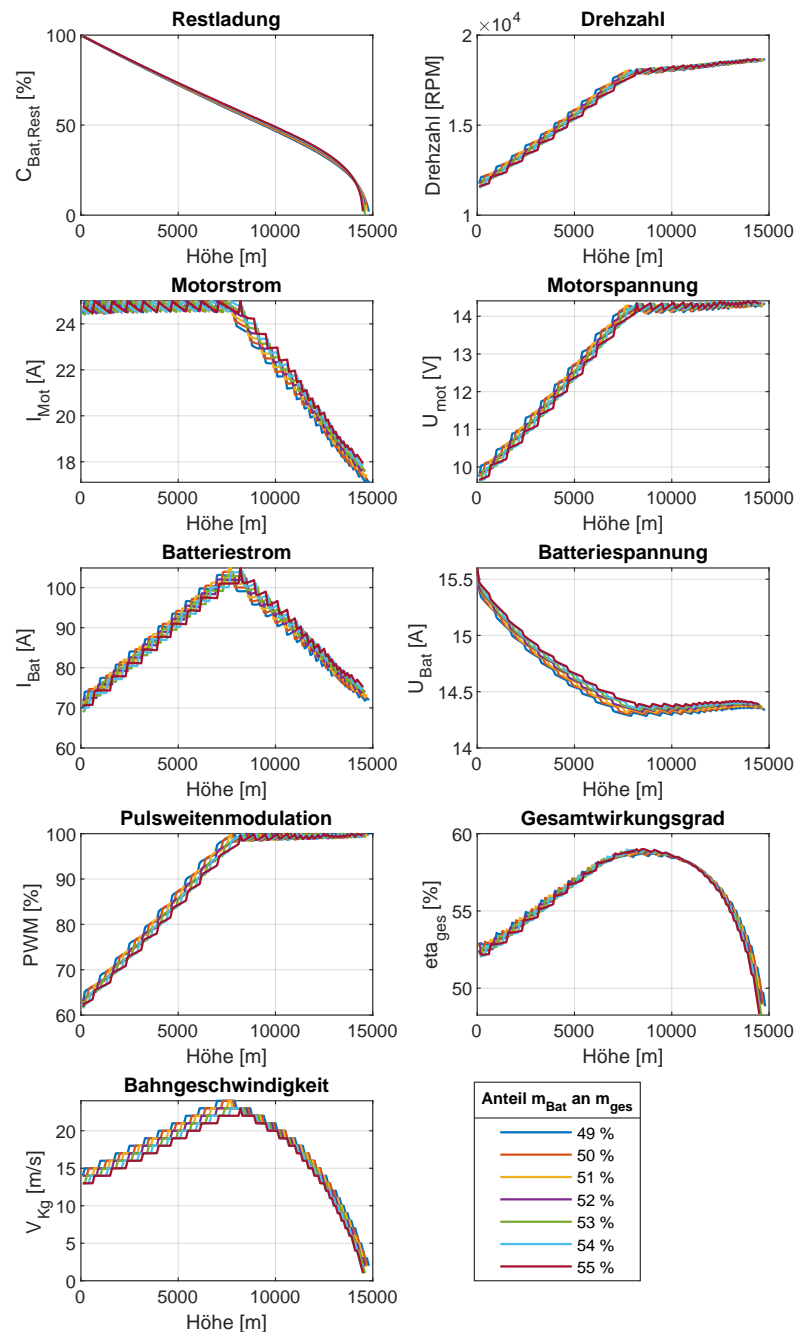 Restladung
100
50
0
C_Bat,Rest [%]
0 5000 10000 15000
Höhe [m]
Drehzahl
×10^4
2
1.5
1
Drehzahl [RPM]
0 5000 10000 15000
Höhe [m]
Motorstrom
24
22
20
18
I_Mot [A]
0 5000 10000 15000
Höhe [m]
Motorspannung
14
13
12
11
10
U_mot [V]
0 5000 10000 15000
Höhe [m]
Batteriestrom
100
90
80
70
60
I_Bat [A]
0 5000 10000 15000
Höhe [m]
Batteriespannung
15.5
15
14.5
14
U_Bat [A]
0 5000 10000 15000
Höhe [m]
Pulsweitenmodulation
100
90
80
70
60
PWM [%]
0 5000 10000 15000
Höhe [m]
Gesamtwirkungsgrad
60
55
50
eta_ges [%]
0 5000 10000 15000
Höhe [m]
Bahngeschwindigkeit
20
15
10
5
0
V_Kg [m/s]
0 5000 10000 15000
Höhe [m]
Anteil m_Bat an m_ges
49 %
50 %
51 %
52 %
53 %
54 %
55 %